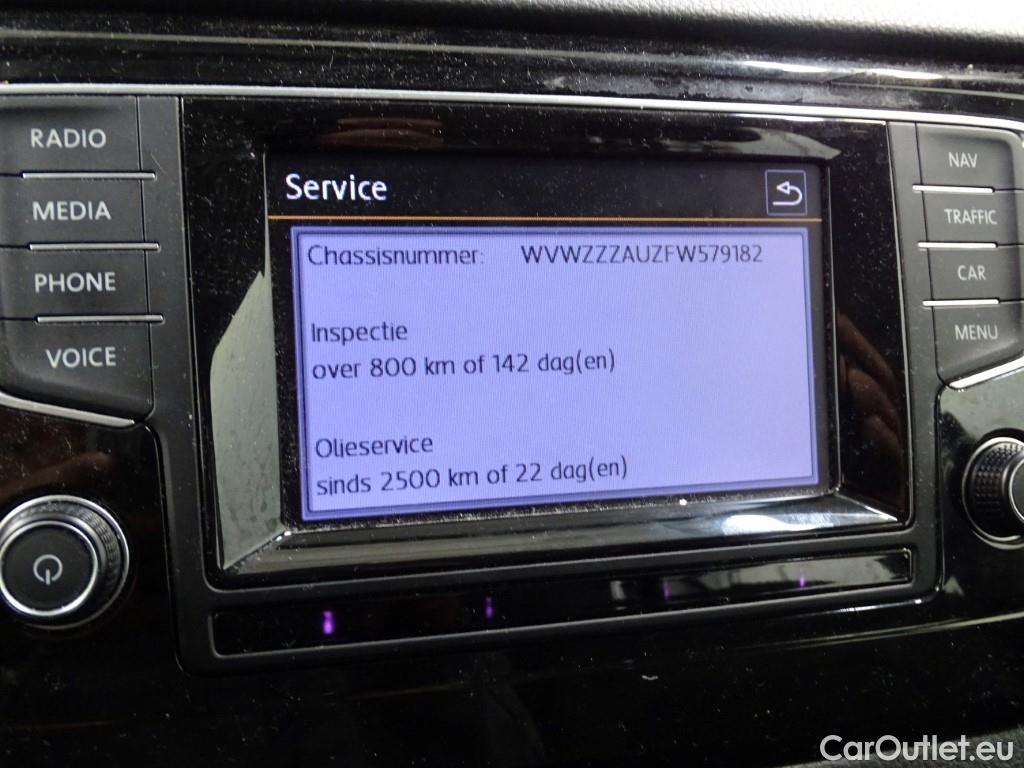 RADIO
MEDIA
PHONE
VOICE
Service
Chassisnummer: WVWZZZAUZFW579182
Inspectie
over 800 km of 142 dag(en)
Olieservice
sinds 2500 km of 22 dag(en)
NAV
TRAFFIC
CAR
MENU
CarOutlet.eu